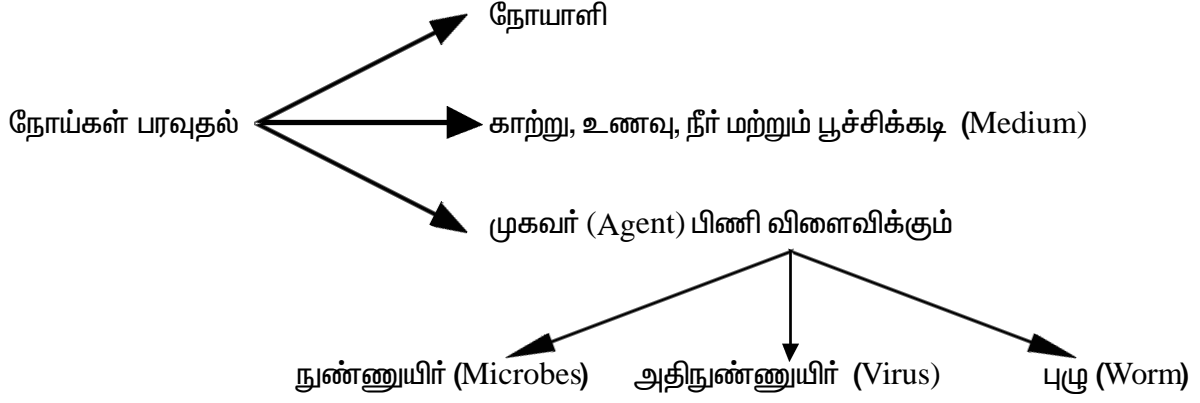 நோயாளி
நோய்கள் பரவுதல்
காற்று, உணவு, நீர் மற்றும் பூச்சிக்கடி (Medium)
முகவர் (Agent) பிணி விளைவிக்கும்
நுண்ணுயிர் (Microbes) அதிநுண்ணுயிர் (Virus) புழு (Worm)